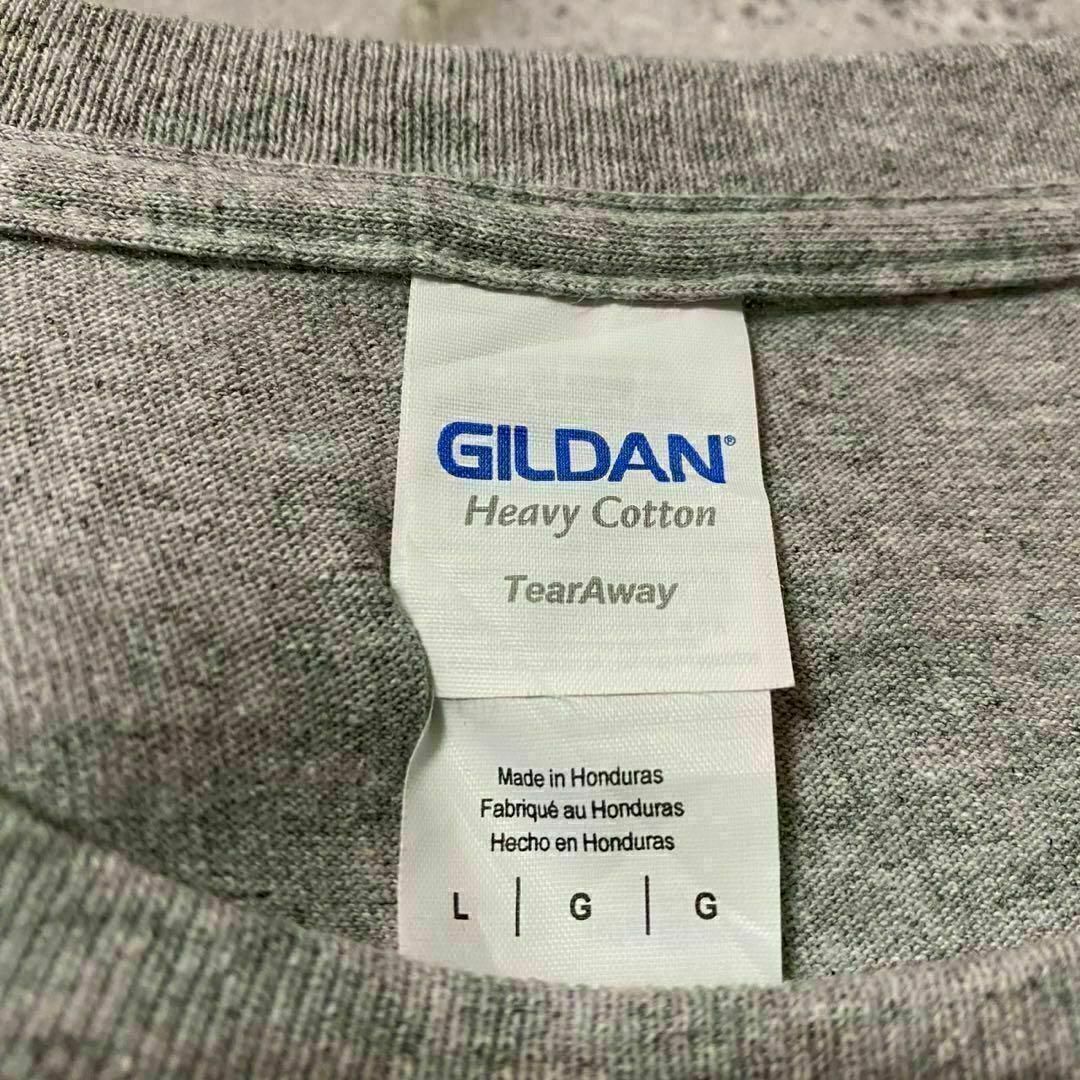 GILDAN®
Heavy Cotton
TearAway
Made in Honduras
Fabriqué au Honduras
Hecho en Honduras
L | G | G